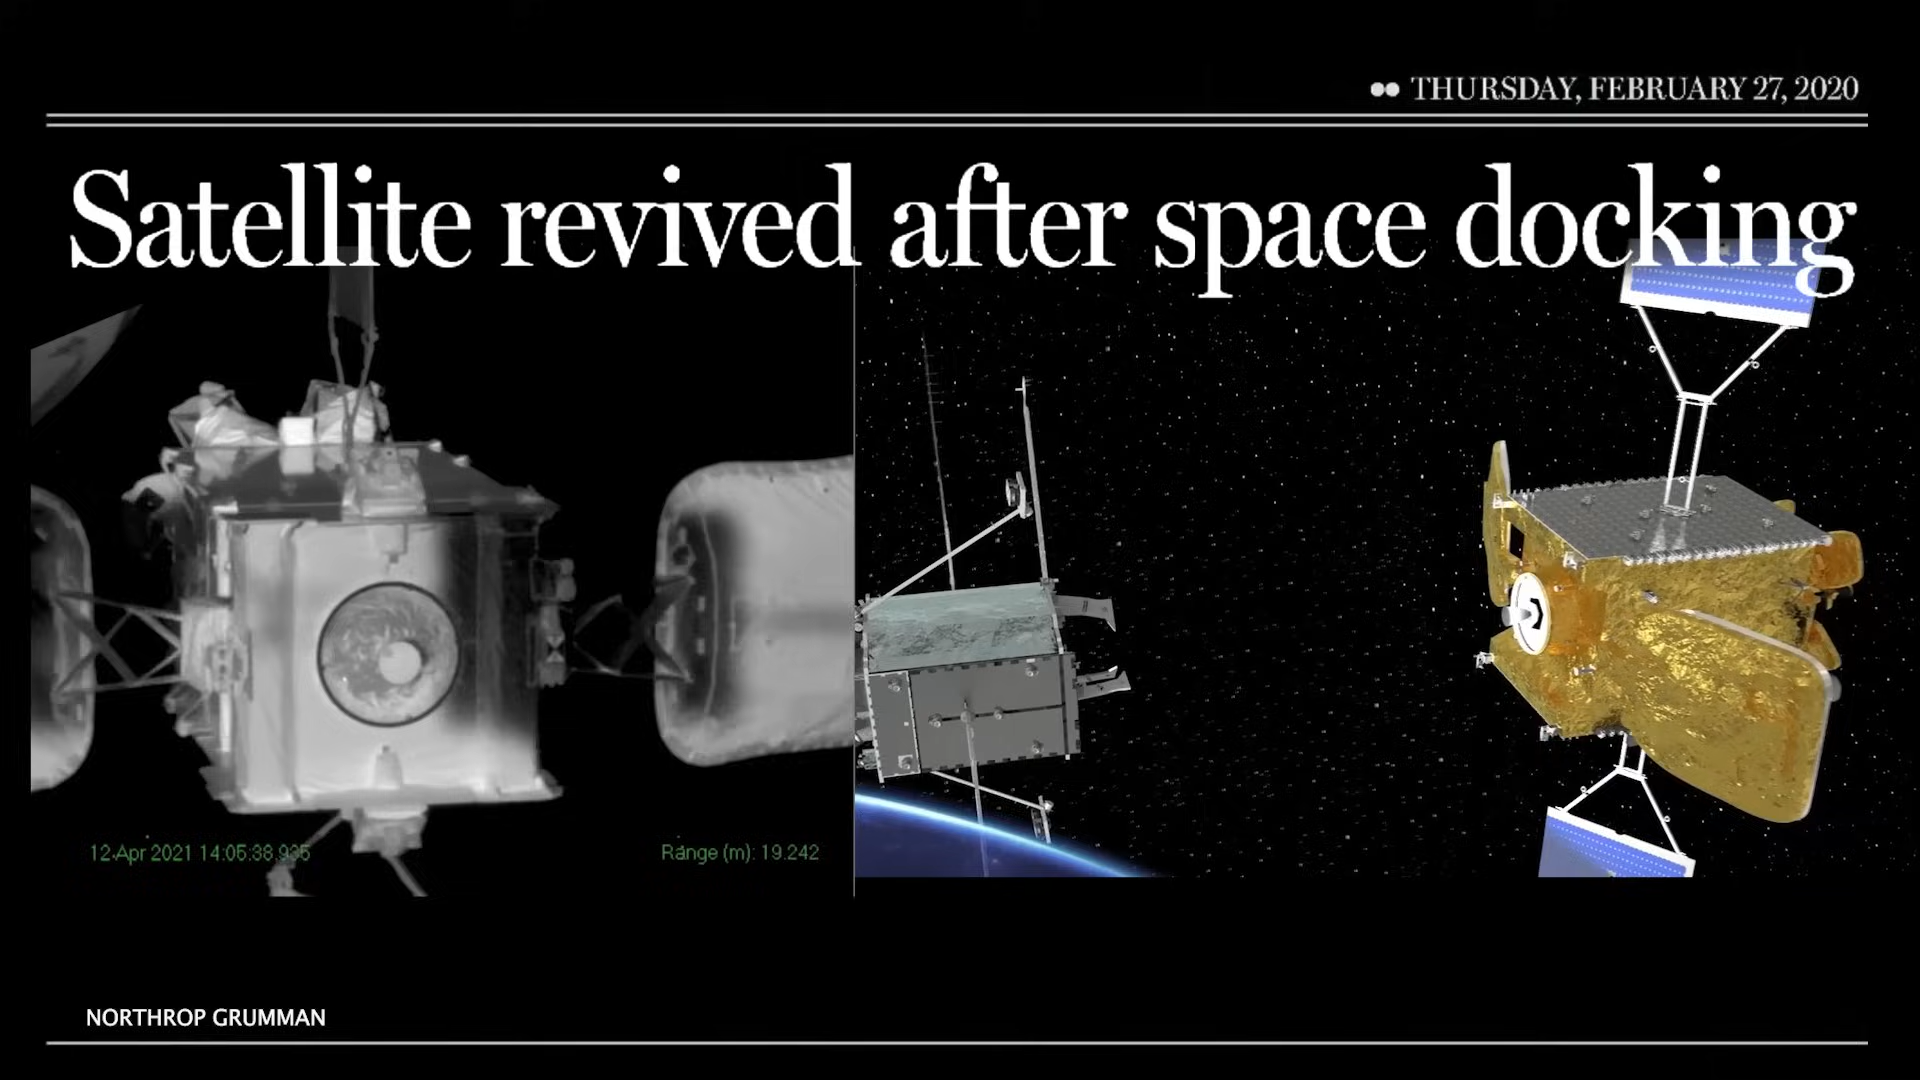 ●● THURSDAY, FEBRUARY 27, 2020
Satellite revived after space docking
12 Apr 2021 14:05:38.935
Range (m): 19.242
NORTHROP GRUMMAN